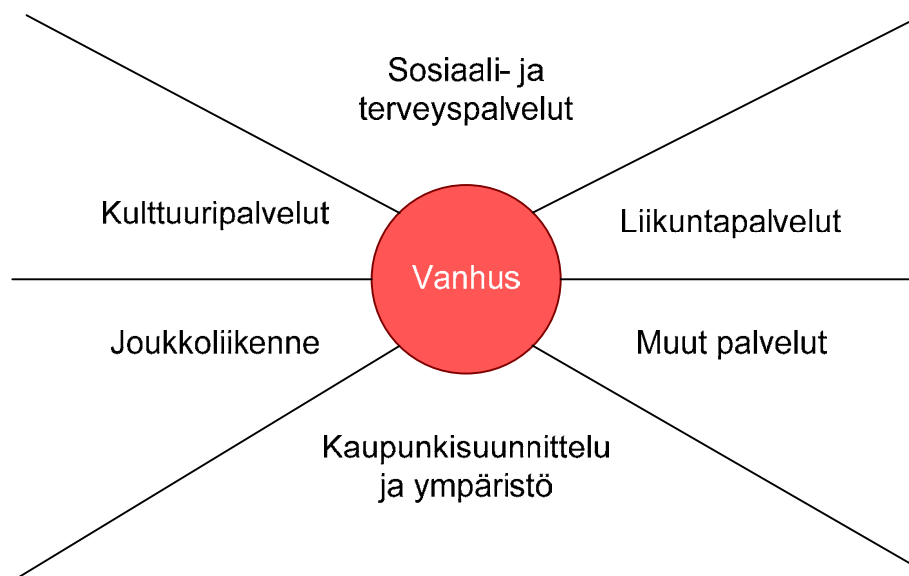 Sosiaali- ja
terveyspalvelut
Kulttuuripalvelut
Liikuntapalvelut
Vanhus
Joukkoliikenne
Muut palvelut
Kaupunkisuunnittelu
ja ympäristö